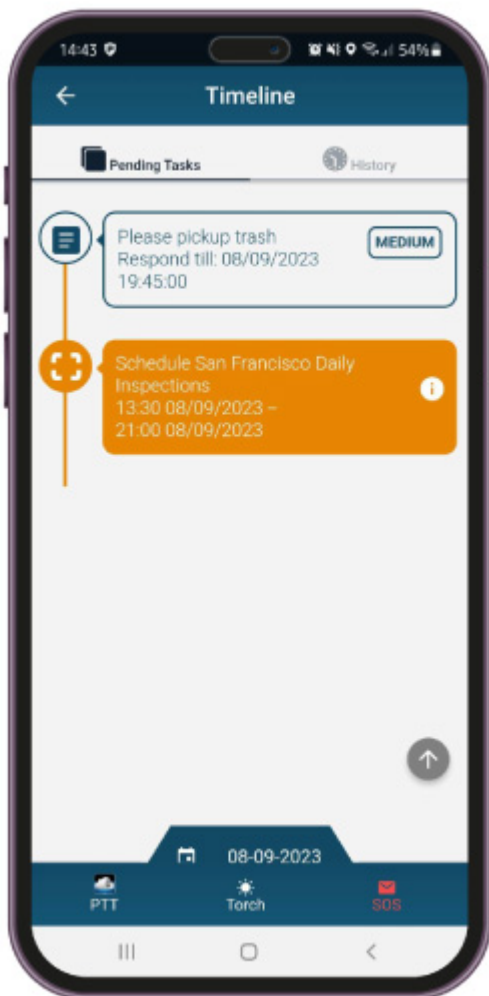 14:43 54%
Timeline
Pending Tasks
History
Please pickup trash
Respond till: 08/09/2023
19:45:00
MEDIUM
Schedule San Francisco Daily
Inspections
13:30 08/09/2023 –
21:00 08/09/2023
08-09-2023
PTT
Torch
SOS